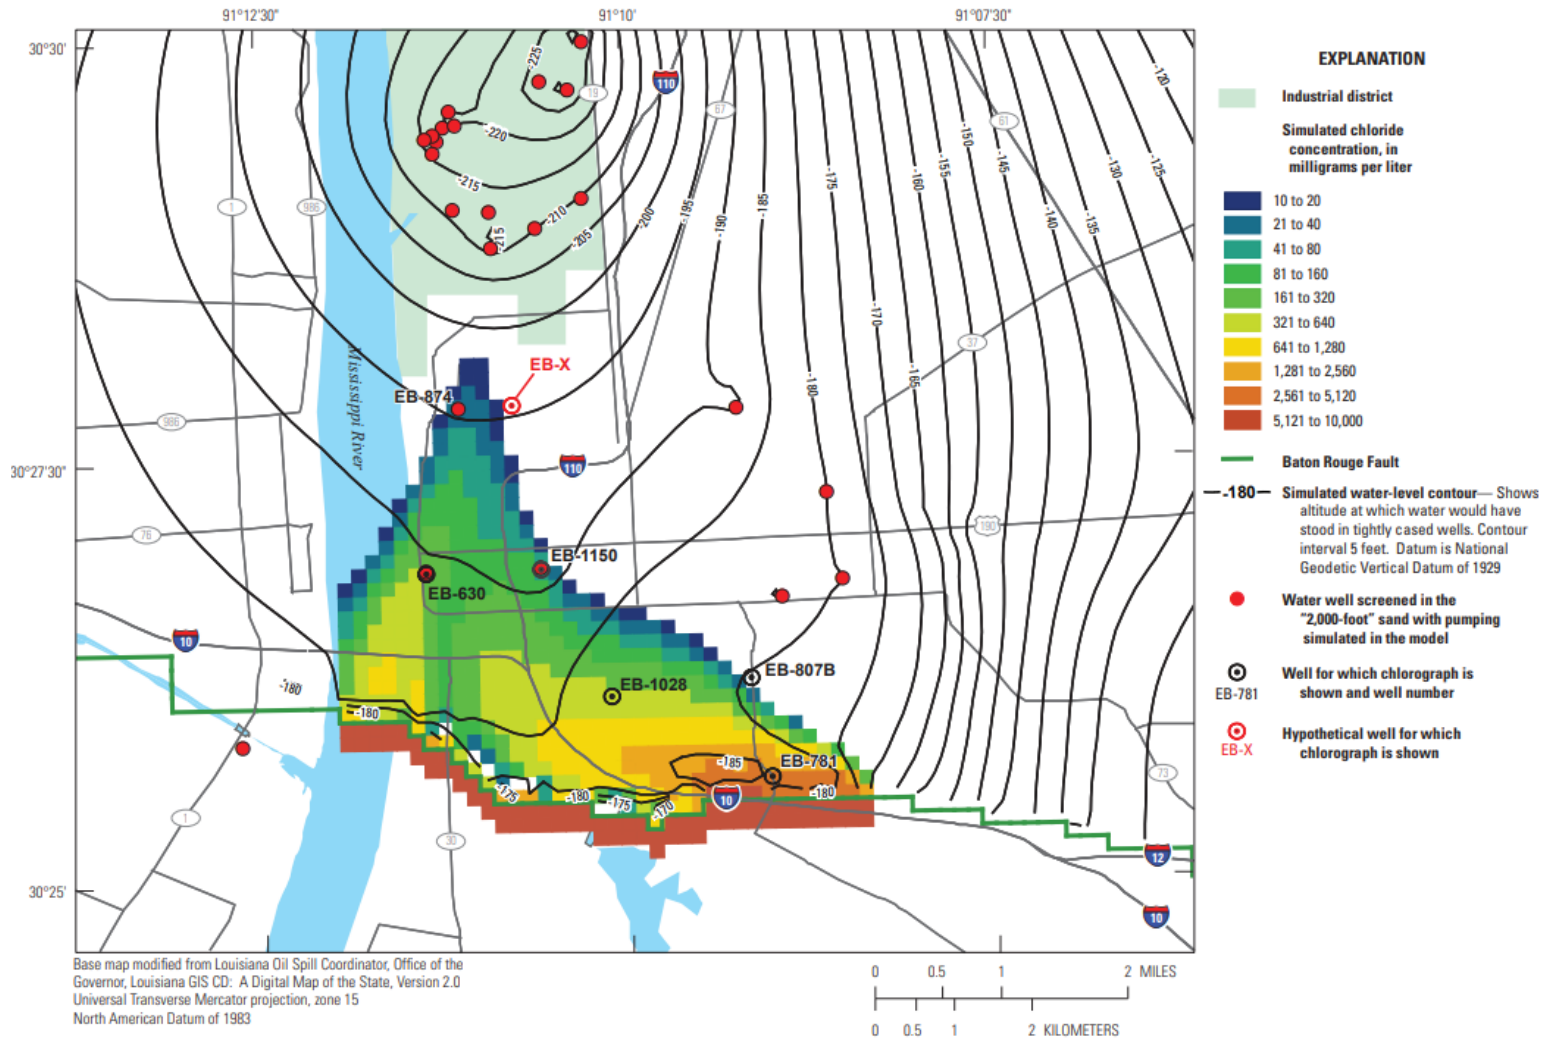 91°12'30"
91°10'
91°07'30"
30°30'
30°27'30"
30°25'
-225
-220
-215
-215
-210
-205
-200
-195
-190
-185
-180
-175
-170
-165
-160
-155
-150
-145
-140
-135
-130
-125
-120
110
19
67
61
1
986
37
Mississippi River
EB-874
EB-X
986
110
76
190
EB-1150
EB-630
10
EB-807B
EB-1028
-180
-180
-185
EB-781
-175
-180
-175
-170
-180
10
73
1
30
12
10
EXPLANATION
Industrial district
Simulated chloride
concentration, in
milligrams per liter
10 to 20
21 to 40
41 to 80
81 to 160
161 to 320
321 to 640
641 to 1,280
1,281 to 2,560
2,561 to 5,120
5,121 to 10,000
Baton Rouge Fault
-180 Simulated water-level contour— Shows
altitude at which water would have
stood in tightly cased wells. Contour
interval 5 feet. Datum is National
Geodetic Vertical Datum of 1929
Water well screened in the
"2,000-foot" sand with pumping
simulated in the model
Well for which chlorograph is
shown and well number
EB-781
Hypothetical well for which
chlorograph is shown
EB-X
Base map modified from Louisiana Oil Spill Coordinator, Office of the
Governor, Louisiana GIS CD: A Digital Map of the State, Version 2.0
Universal Transverse Mercator projection, zone 15
North American Datum of 1983
0 0.5 1 2 MILES
0 0.5 1 2 KILOMETERS